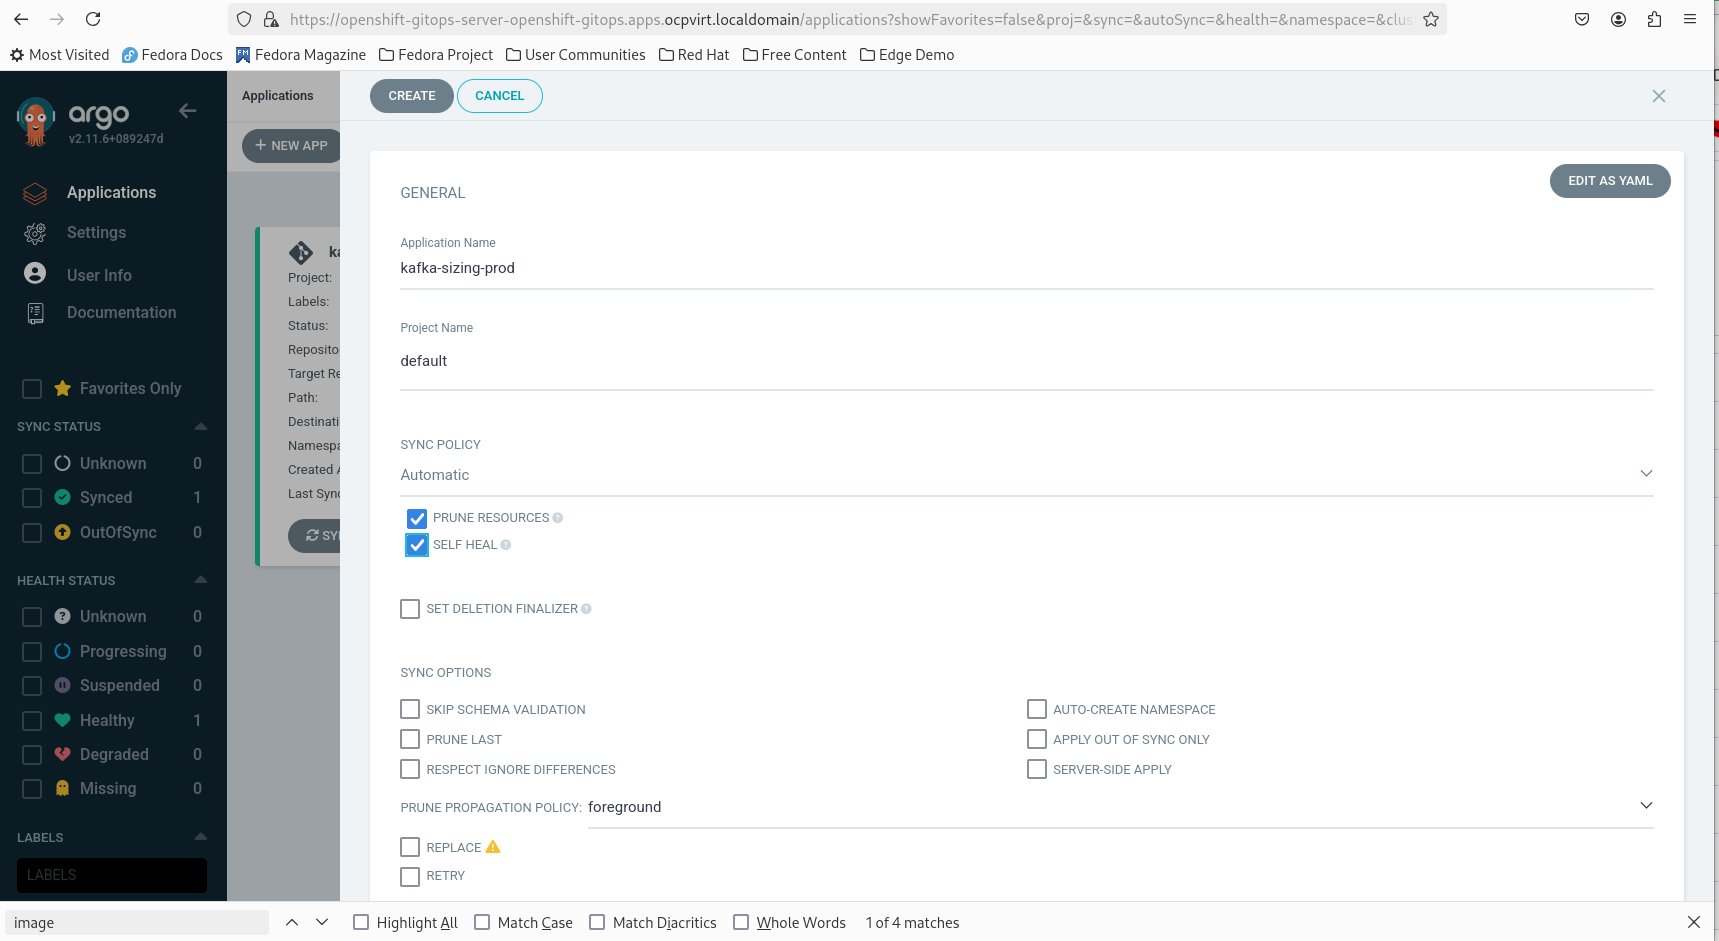 https://openshift-gitops-server-openshift-gitops.apps.ocpvirt.localdomain/applications?showFavorites=false&proj=&sync=&autoSync=&health=&namespace=&clus
Most Visited Fedora Docs Fedora Magazine Fedora Project User Communities Red Hat Free Content Edge Demo
argo
v2.11.6+089247d
Applications
Settings
User Info
Documentation
Favorites Only
SYNC STATUS
Unknown 0
Synced 1
OutOfSync 0
HEALTH STATUS
Unknown 0
Progressing 0
Suspended 0
Healthy 1
Degraded 0
Missing 0
LABELS
LABELS
Applications
+ NEW APP
ka
Project:
Labels:
Status:
Reposito
Target Re
Path:
Destinati
Namespa
Created A
Last Sync
SY
CREATE CANCEL
GENERAL
EDIT AS YAML
Application Name
kafka-sizing-prod
Project Name
default
SYNC POLICY
Automatic
PRUNE RESOURCES
SELF HEAL
SET DELETION FINALIZER
SYNC OPTIONS
SKIP SCHEMA VALIDATION AUTO-CREATE NAMESPACE
PRUNE LAST APPLY OUT OF SYNC ONLY
RESPECT IGNORE DIFFERENCES SERVER-SIDE APPLY
PRUNE PROPAGATION POLICY: foreground
REPLACE
RETRY
image Highlight All Match Case Match Diacritics Whole Words 1 of 4 matches